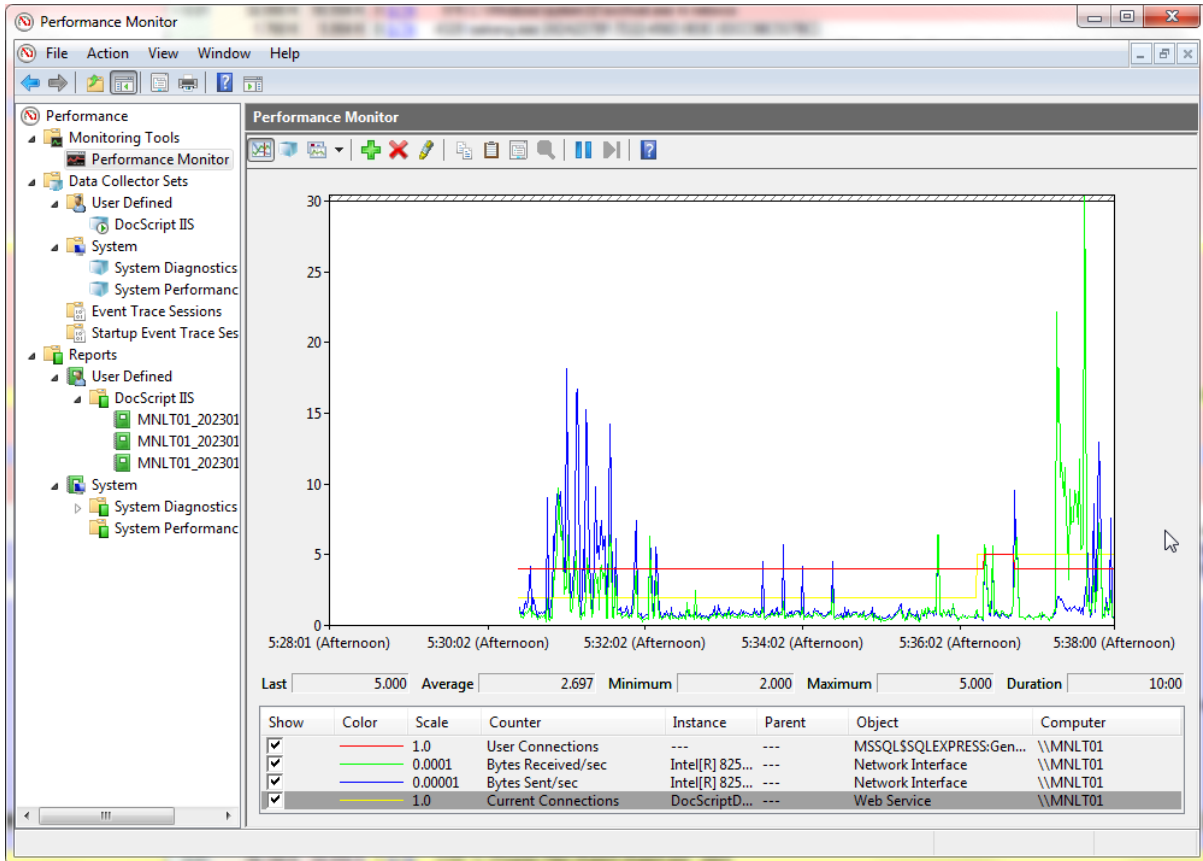 Performance Monitor
File Action View Window Help
Performance
Monitoring Tools
Performance Monitor
Data Collector Sets
User Defined
DocScript IIS
System
System Diagnostics
System Performanc
Event Trace Sessions
Startup Event Trace Ses
Reports
User Defined
DocScript IIS
MNLT01_202301
MNLT01_202301
MNLT01_202301
System
System Diagnostics
System Performanc
Performance Monitor
30
25
20
15
10
5
0
5:28:01 (Afternoon) 5:30:02 (Afternoon) 5:32:02 (Afternoon) 5:34:02 (Afternoon) 5:36:02 (Afternoon) 5:38:00 (Afternoon)
Last 5.000 Average 2.697 Minimum 2.000 Maximum 5.000 Duration 10:00
Show Color Scale Counter Instance Parent Object Computer
1.0 User Connections --- --- MSSQL$SQLEXPRESS:Gen... \\MNLT01
0.0001 Bytes Received/sec Intel[R] 825... --- Network Interface \\MNLT01
0.00001 Bytes Sent/sec Intel[R] 825... --- Network Interface \\MNLT01
1.0 Current Connections DocScriptD... --- Web Service \\MNLT01